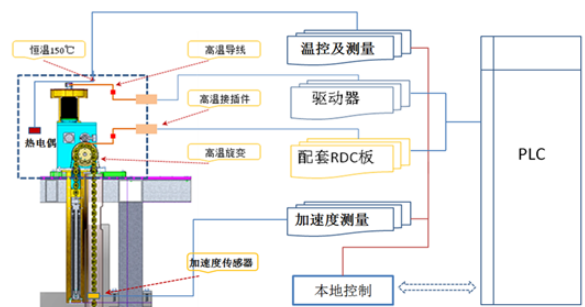 恒温150℃
高温导线
温控及测量
高温接插件
驱动器
热电偶
PLC
配套RDC板
高温旋变
加速度测量
加速度传感器
本地控制